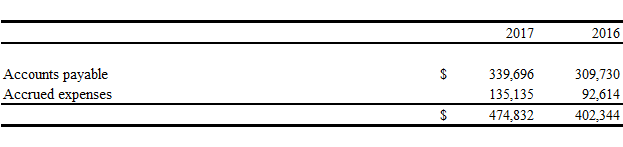 2017 2016
Accounts payable $ 339,696 309,730
Accrued expenses 135,135 92,614
$ 474,832 402,344